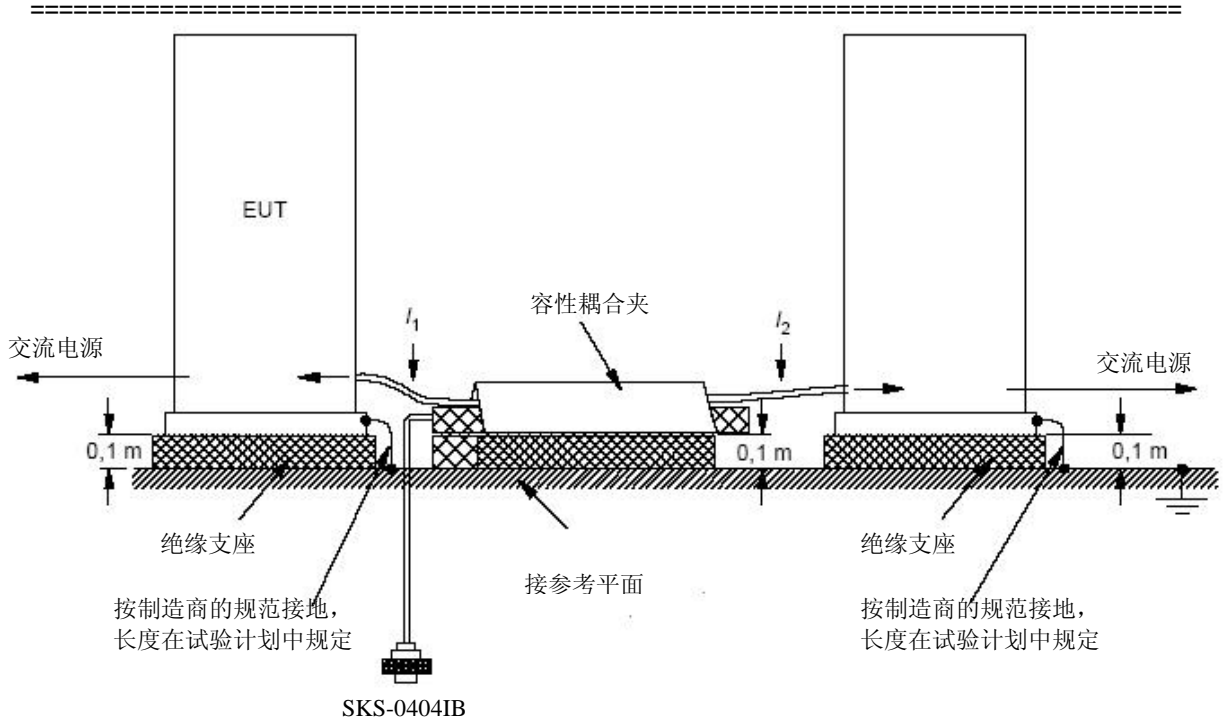 EUT
容性耦合夹
l1
l2
交流电源
交流电源
0,1 m
0,1 m
0,1 m
绝缘支座
绝缘支座
接参考平面
按制造商的规范接地，
长度在试验计划中规定
按制造商的规范接地，
长度在试验计划中规定
SKS-0404IB